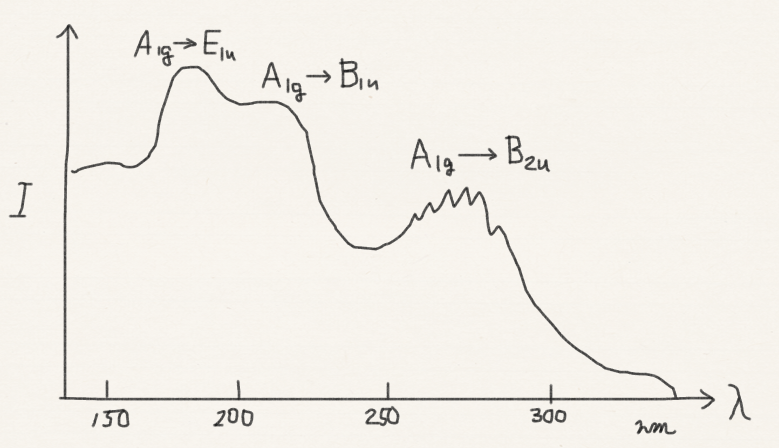 A₁g → E₁u
A₁g → B₁u
A₁g → B₂u
I
150 200 250 300 nm λ